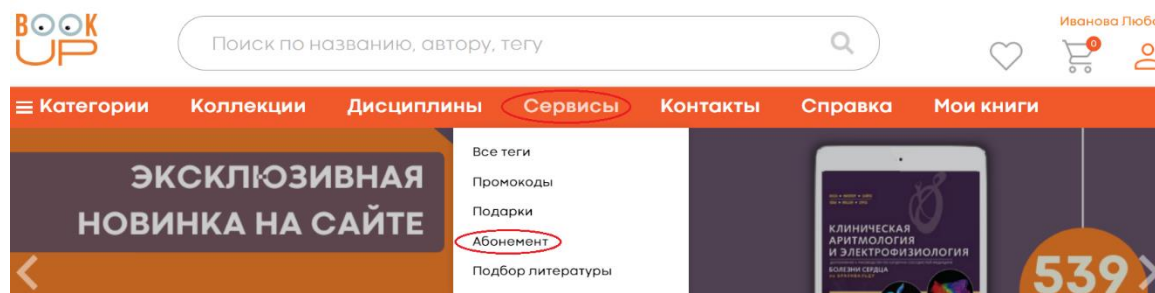 BOOK
UP
Поиск по названию, автору, тегу
Иванова Любо
0
Категории Коллекции Дисциплины Сервисы Контакты Справка Мои книги
ЭКСКЛЮЗИВНАЯ
НОВИНКА НА САЙТЕ
Все теги
Промокоды
Подарки
Абонемент
Подбор литературы
КЛИНИЧЕСКАЯ
АРИТМОЛОГИЯ
И ЭЛЕКТРОФИЗИОЛОГИЯ
БОЛЕЗНИ СЕРДЦА
539